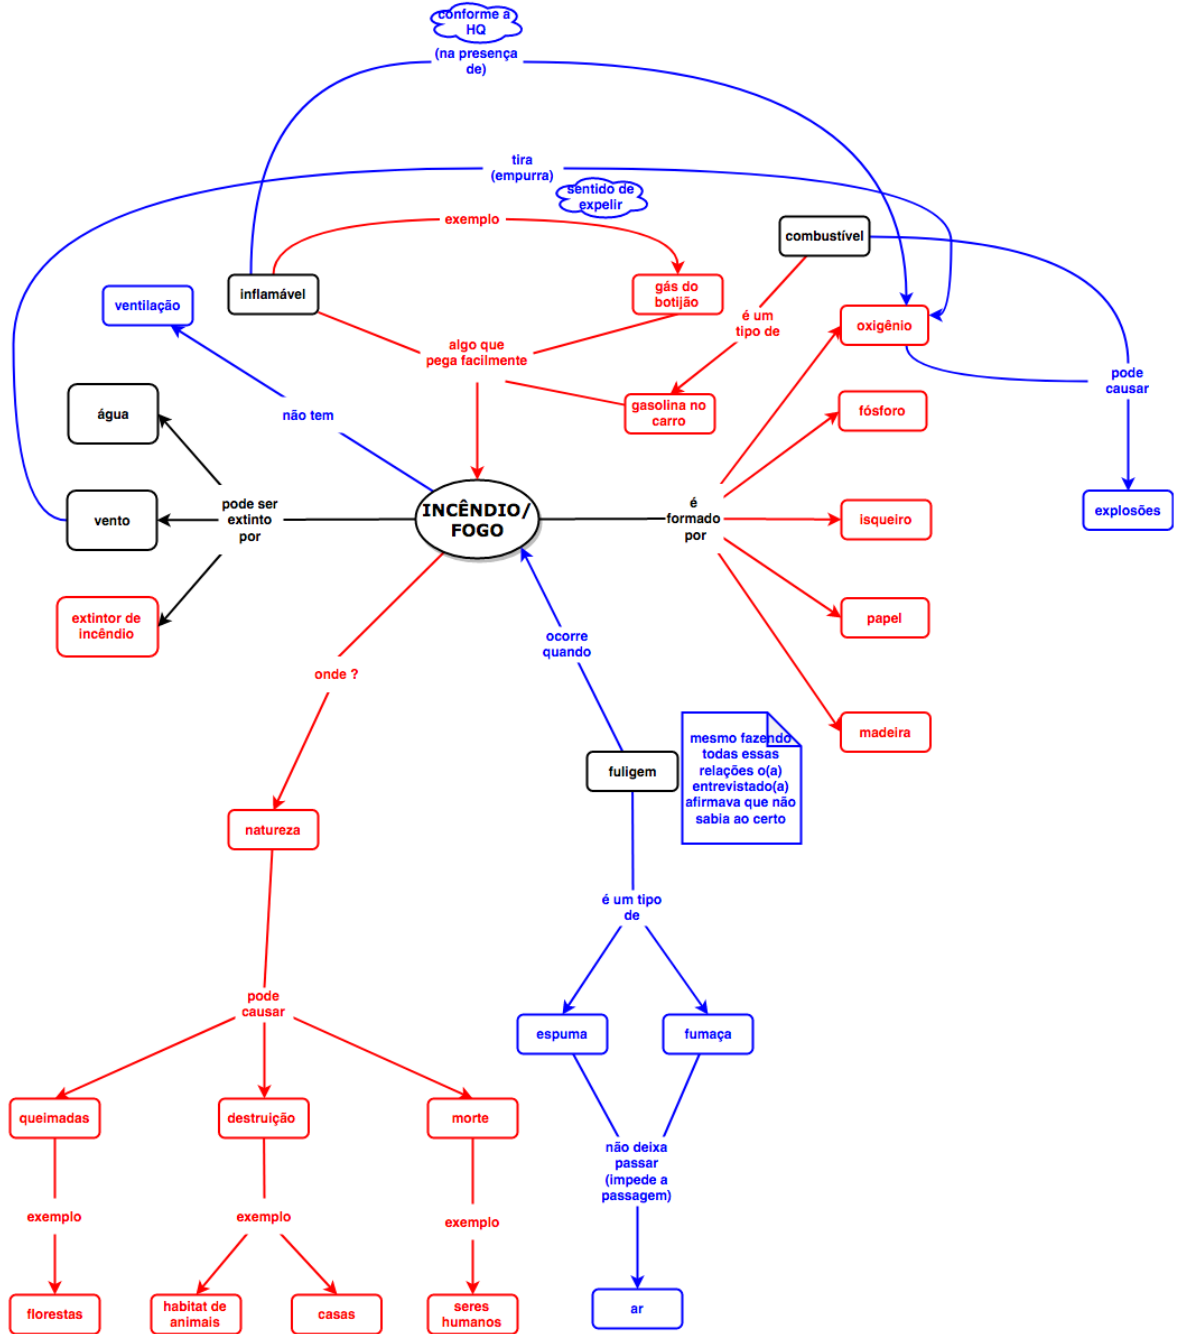 conforme a
HQ
(na presença
de)
tira
(empurra)
sentido de
expelir
exemplo
combustível
inflamável
gás do
botijão
ventilação
oxigênio
é um
tipo de
algo que
pega facilmente
pode
causar
água
não tem
gasolina no
carro
fósforo
pode ser
extinto
por
vento
INCÊNDIO/
FOGO
é
formado
por
isqueiro
explosões
extintor de
incêndio
papel
ocorre
quando
onde ?
madeira
mesmo fazendo
todas essas
relações o(a)
entrevistado(a)
afirmava que não
sabia ao certo
fuligem
natureza
é um tipo
de
pode
causar
espuma
fumaça
queimadas
destruição
morte
não deixa
passar
(impede a
passagem)
exemplo
exemplo
exemplo
florestas
habitat de
animais
casas
seres
humanos
ar